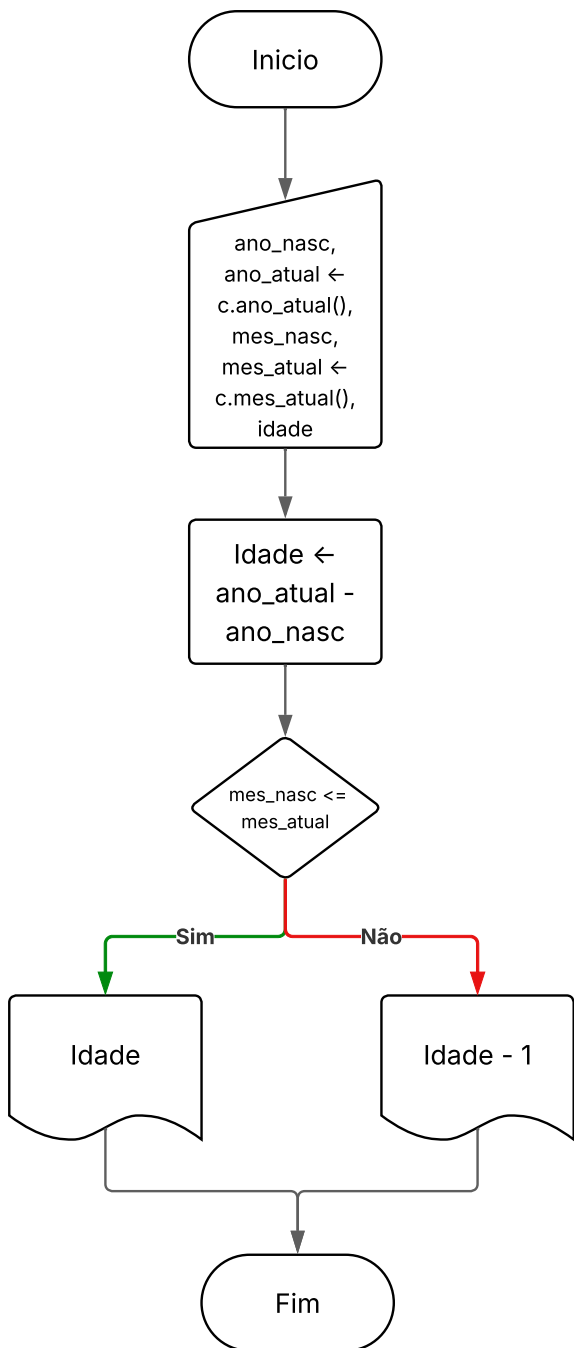 Inicio
ano_nasc,
ano_atual ←
c.ano_atual(),
mes_nasc,
mes_atual ←
c.mes_atual(),
idade
Idade ←
ano_atual -
ano_nasc
mes_nasc <=
mes_atual
Sim
Não
Idade
Idade - 1
Fim